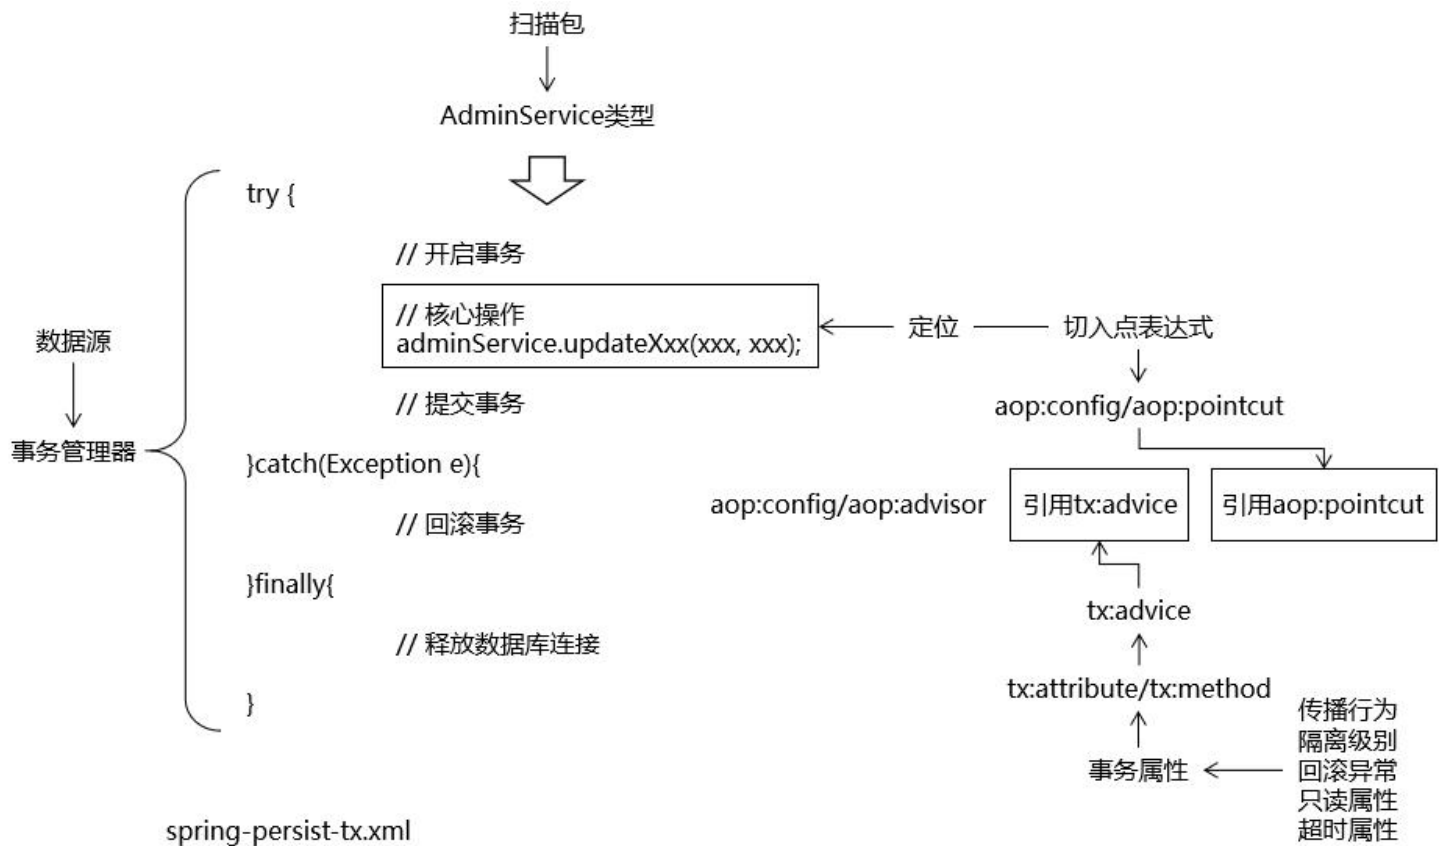 扫描包
AdminService类型
try {
// 开启事务
// 核心操作
adminService.updateXxx(xxx, xxx);
定位
切入点表达式
数据源
// 提交事务
aop:config/aop:pointcut
事务管理器
}catch(Exception e){
aop:config/aop:advisor
引用tx:advice
引用aop:pointcut
// 回滚事务
}finally{
tx:advice
// 释放数据库连接
tx:attribute/tx:method
}
传播行为
隔离级别
事务属性
回滚异常
只读属性
超时属性
spring-persist-tx.xml